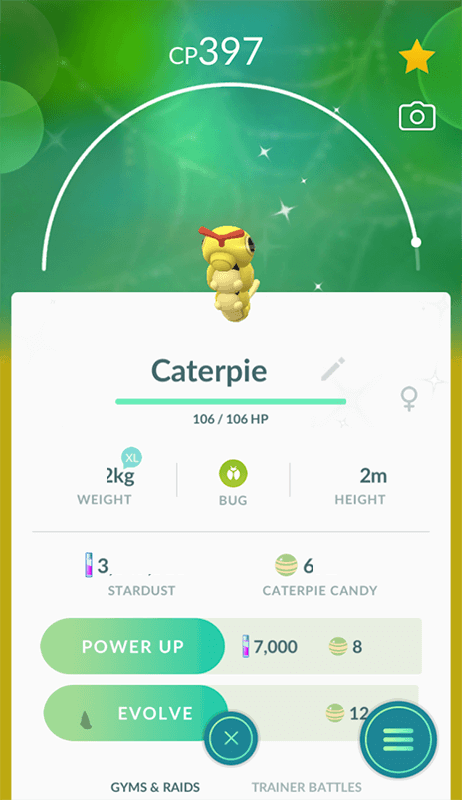 CP397
Caterpie
106 / 106 HP
XL
2kg
WEIGHT
BUG
2m
HEIGHT
3
STARDUST
6
CATERPIE CANDY
POWER UP
7,000
8
EVOLVE
12
GYMS & RAIDS
TRAINER BATTLES